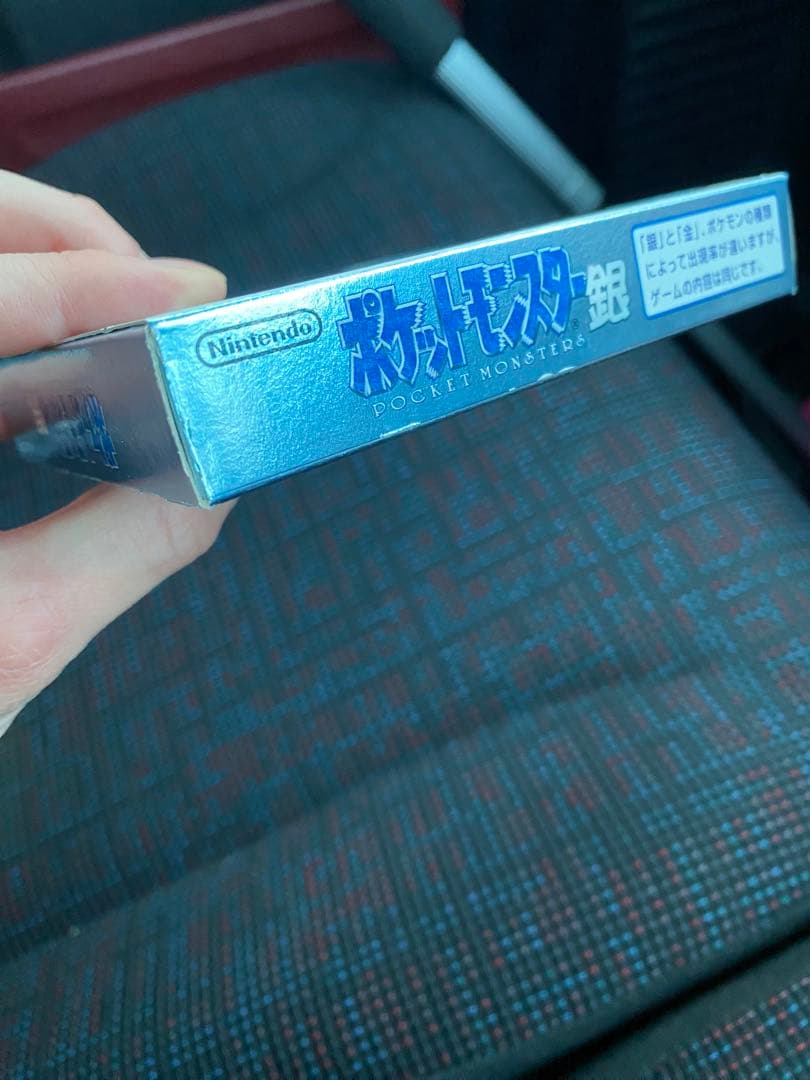 Nintendo
ポケットモンスター銀
POCKET MONSTERS
®
「銀」と「金」、ポケモンの種類
によって出現率が違いますが、
ゲームの内容は同じです。